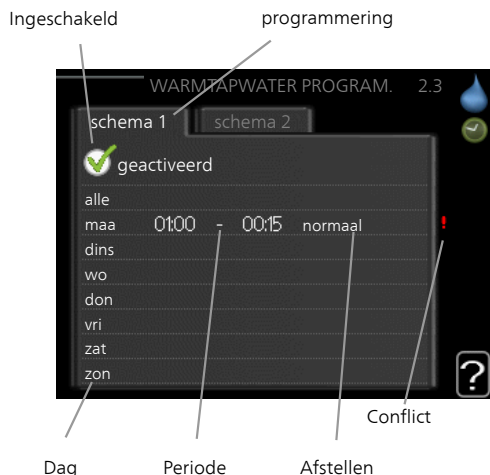 Ingeschakeld programmering
WARMTAPWATER PROGRAM. 2.3
schema 1 schema 2
geactiveerd
alle
maa 01:00 - 00:15 normaal !
dins
wo
don
vri
zat
zon
?
Conflict
Dag Periode Afstellen